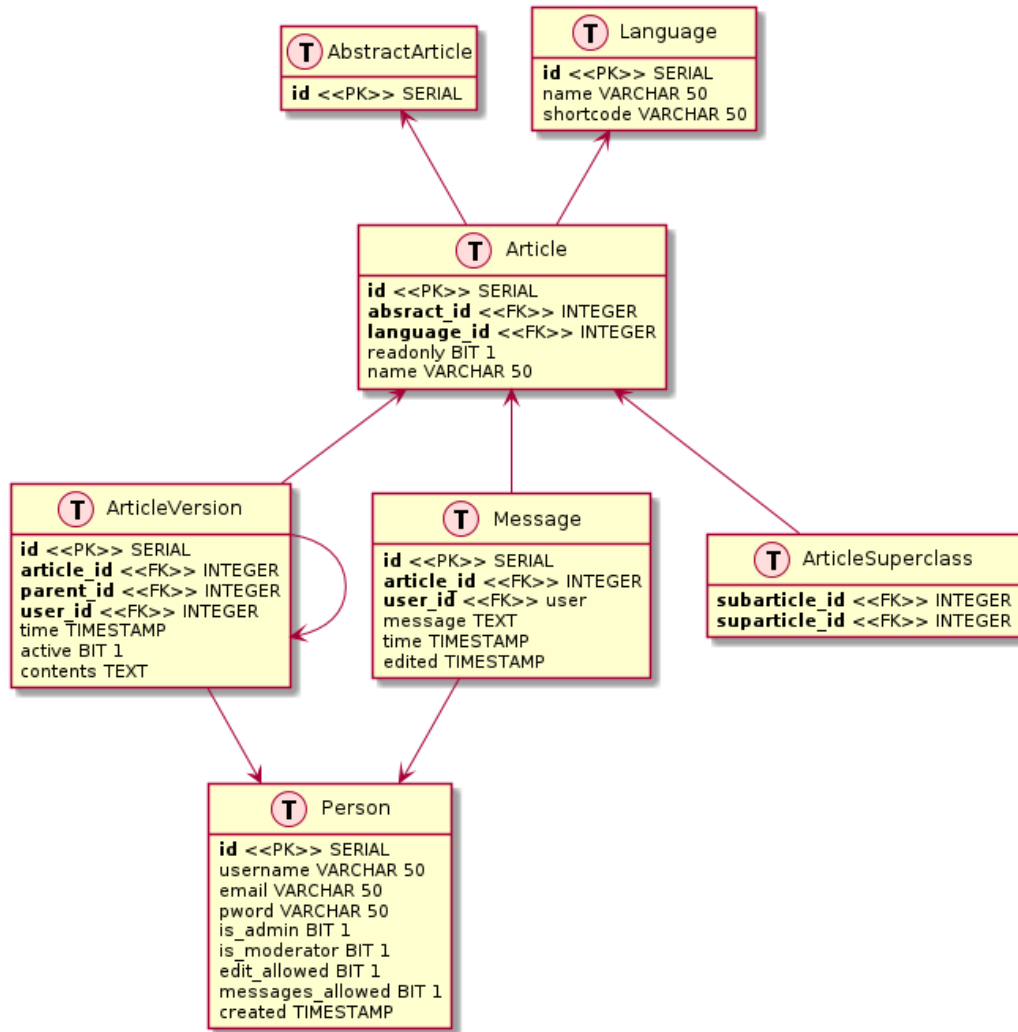 T AbstractArticle
id <<PK>> SERIAL
T Language
id <<PK>> SERIAL
name VARCHAR 50
shortcode VARCHAR 50
T Article
id <<PK>> SERIAL
absract_id <<FK>> INTEGER
language_id <<FK>> INTEGER
readonly BIT 1
name VARCHAR 50
T ArticleVersion
id <<PK>> SERIAL
article_id <<FK>> INTEGER
parent_id <<FK>> INTEGER
user_id <<FK>> INTEGER
time TIMESTAMP
active BIT 1
contents TEXT
T Message
id <<PK>> SERIAL
article_id <<FK>> INTEGER
user_id <<FK>> user
message TEXT
time TIMESTAMP
edited TIMESTAMP
T ArticleSuperclass
subarticle_id <<FK>> INTEGER
suparticle_id <<FK>> INTEGER
T Person
id <<PK>> SERIAL
username VARCHAR 50
email VARCHAR 50
pword VARCHAR 50
is_admin BIT 1
is_moderator BIT 1
edit_allowed BIT 1
messages_allowed BIT 1
created TIMESTAMP